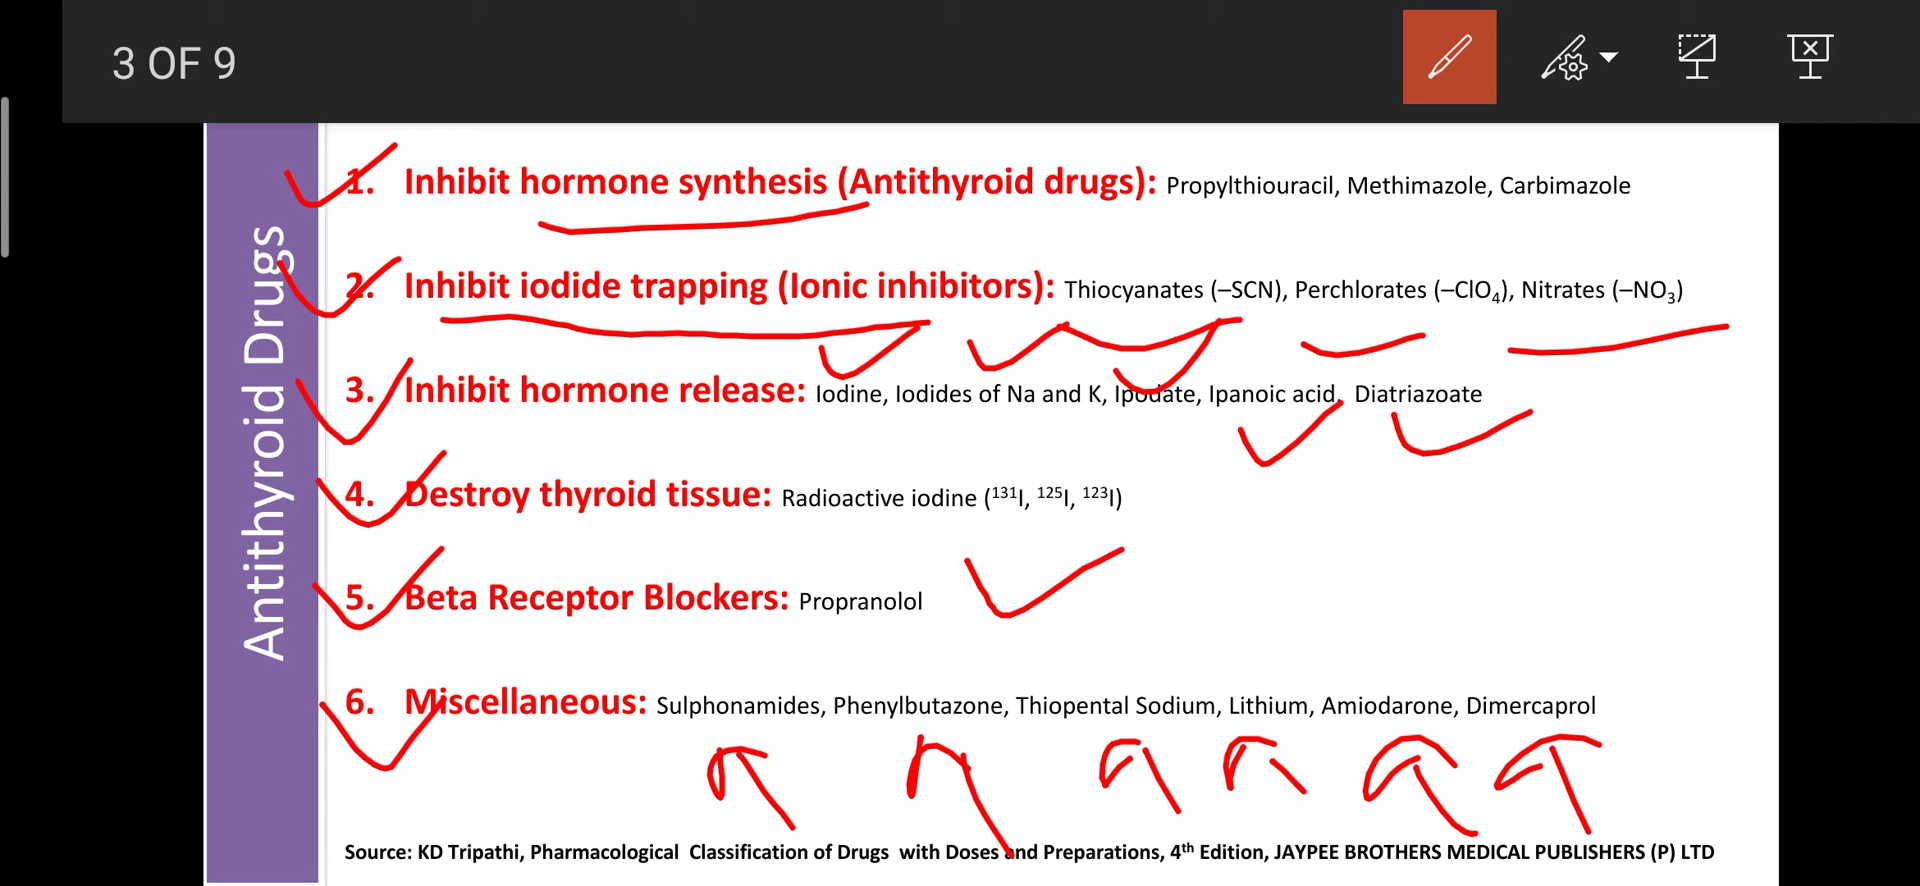 3 OF 9
Antithyroid Drugs
1. Inhibit hormone synthesis (Antithyroid drugs): Propylthiouracil, Methimazole, Carbimazole
2. Inhibit iodide trapping (Ionic inhibitors): Thiocyanates (–SCN), Perchlorates (–ClO₄), Nitrates (–NO₃)
3. Inhibit hormone release: Iodine, Iodides of Na and K, Ipodate, Ipanoic acid, Diatriazoate
4. Destroy thyroid tissue: Radioactive iodine (¹³¹I, ¹²⁵I, ¹²³I)
5. Beta Receptor Blockers: Propranolol
6. Miscellaneous: Sulphonamides, Phenylbutazone, Thiopental Sodium, Lithium, Amiodarone, Dimercaprol
Source: KD Tripathi, Pharmacological Classification of Drugs with Doses and Preparations, 4th Edition, JAYPEE BROTHERS MEDICAL PUBLISHERS (P) LTD